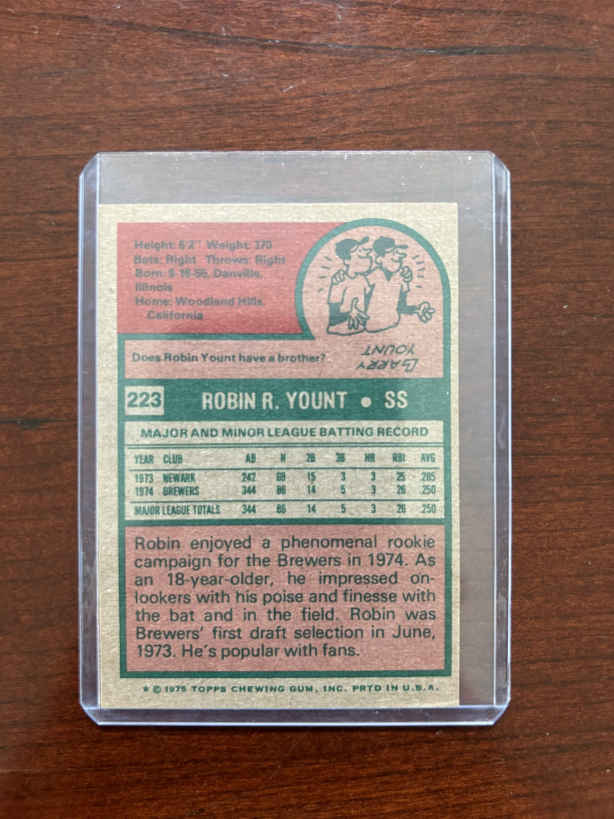 Height: 6'2" Weight: 170
Bats: Right Throws: Right
Born: 9-16-55, Danville,
Illinois
Home: Woodland Hills,
California
Does Robin Yount have a brother?
LARRY
YOUNT
223 ROBIN R. YOUNT • SS
MAJOR AND MINOR LEAGUE BATTING RECORD
YEAR CLUB AB H 2B 3B HR RBI AVG
1973 NEWARK 242 69 15 3 3 25 .285
1974 BREWERS 344 86 14 5 3 26 .250
MAJOR LEAGUE TOTALS 344 86 14 5 3 26 .250
Robin enjoyed a phenomenal rookie
campaign for the Brewers in 1974. As
an 18-year-older, he impressed on-
lookers with his poise and finesse with
the bat and in the field. Robin was
Brewers' first draft selection in June,
1973. He's popular with fans.
★ © 1975 TOPPS CHEWING GUM, INC. PRTD IN U.S.A.